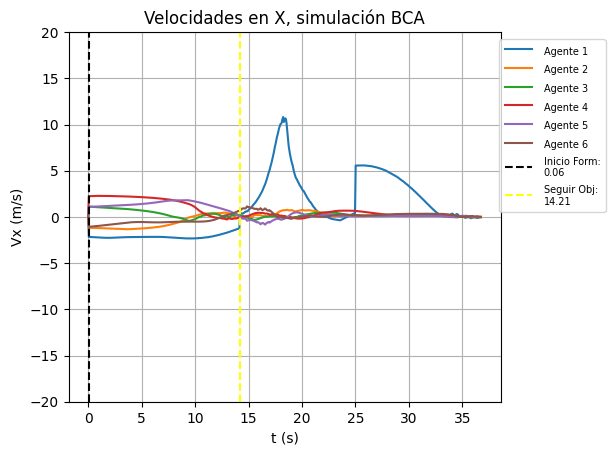 Velocidades en X, simulación BCA
20
15
10
5
0
−5
−10
−15
−20
Vx (m/s)
0
5
10
15
20
25
30
35
t (s)
Agente 1
Agente 2
Agente 3
Agente 4
Agente 5
Agente 6
Inicio Form:
0.06
Seguir Obj:
14.21